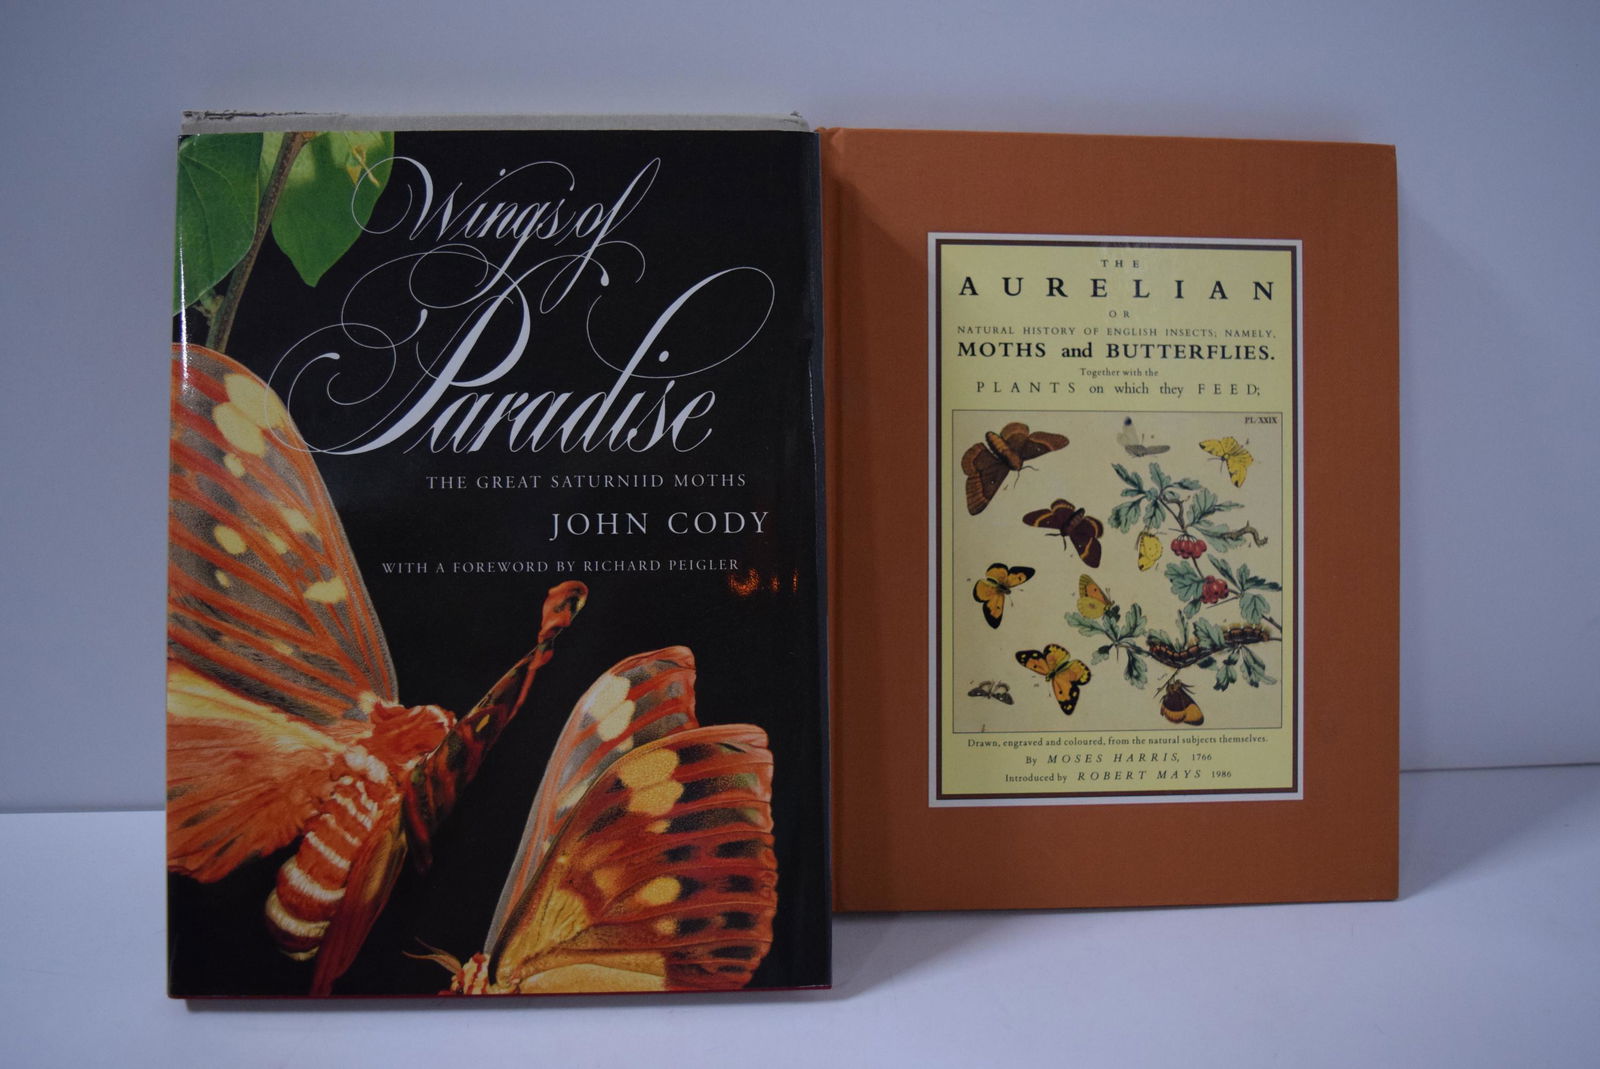 Wings of
Paradise
THE GREAT SATURNIID MOTHS
JOHN CODY
WITH A FOREWORD BY RICHARD PEIGLER
THE
AURELIAN
OR
NATURAL HISTORY OF ENGLISH INSECTS; NAMELY,
MOTHS and BUTTERFLIES.
Together with the
PLANTS on which they FEED;
PL. XXIX
Drawn, engraved and coloured, from the natural subjects themselves.
By MOSES HARRIS, 1766
Introduced by ROBERT MAYS 1986